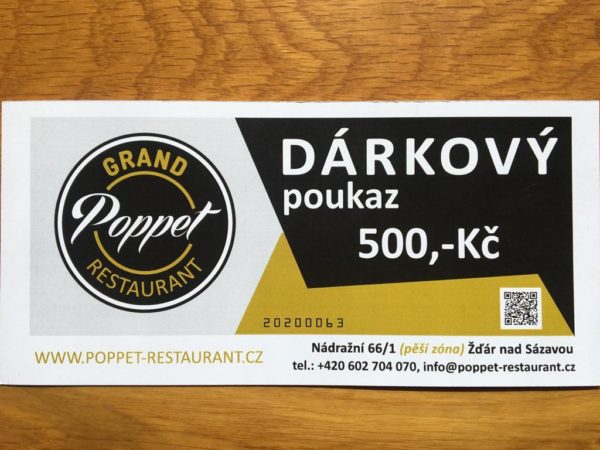 GRAND
Poppet
RESTAURANT
DÁRKOVÝ
poukaz
500,-Kč
20200063
WWW.POPPET-RESTAURANT.CZ
Nádražní 66/1 (pěší zóna) Žďár nad Sázavou
tel.: +420 602 704 070, info@poppet-restaurant.cz